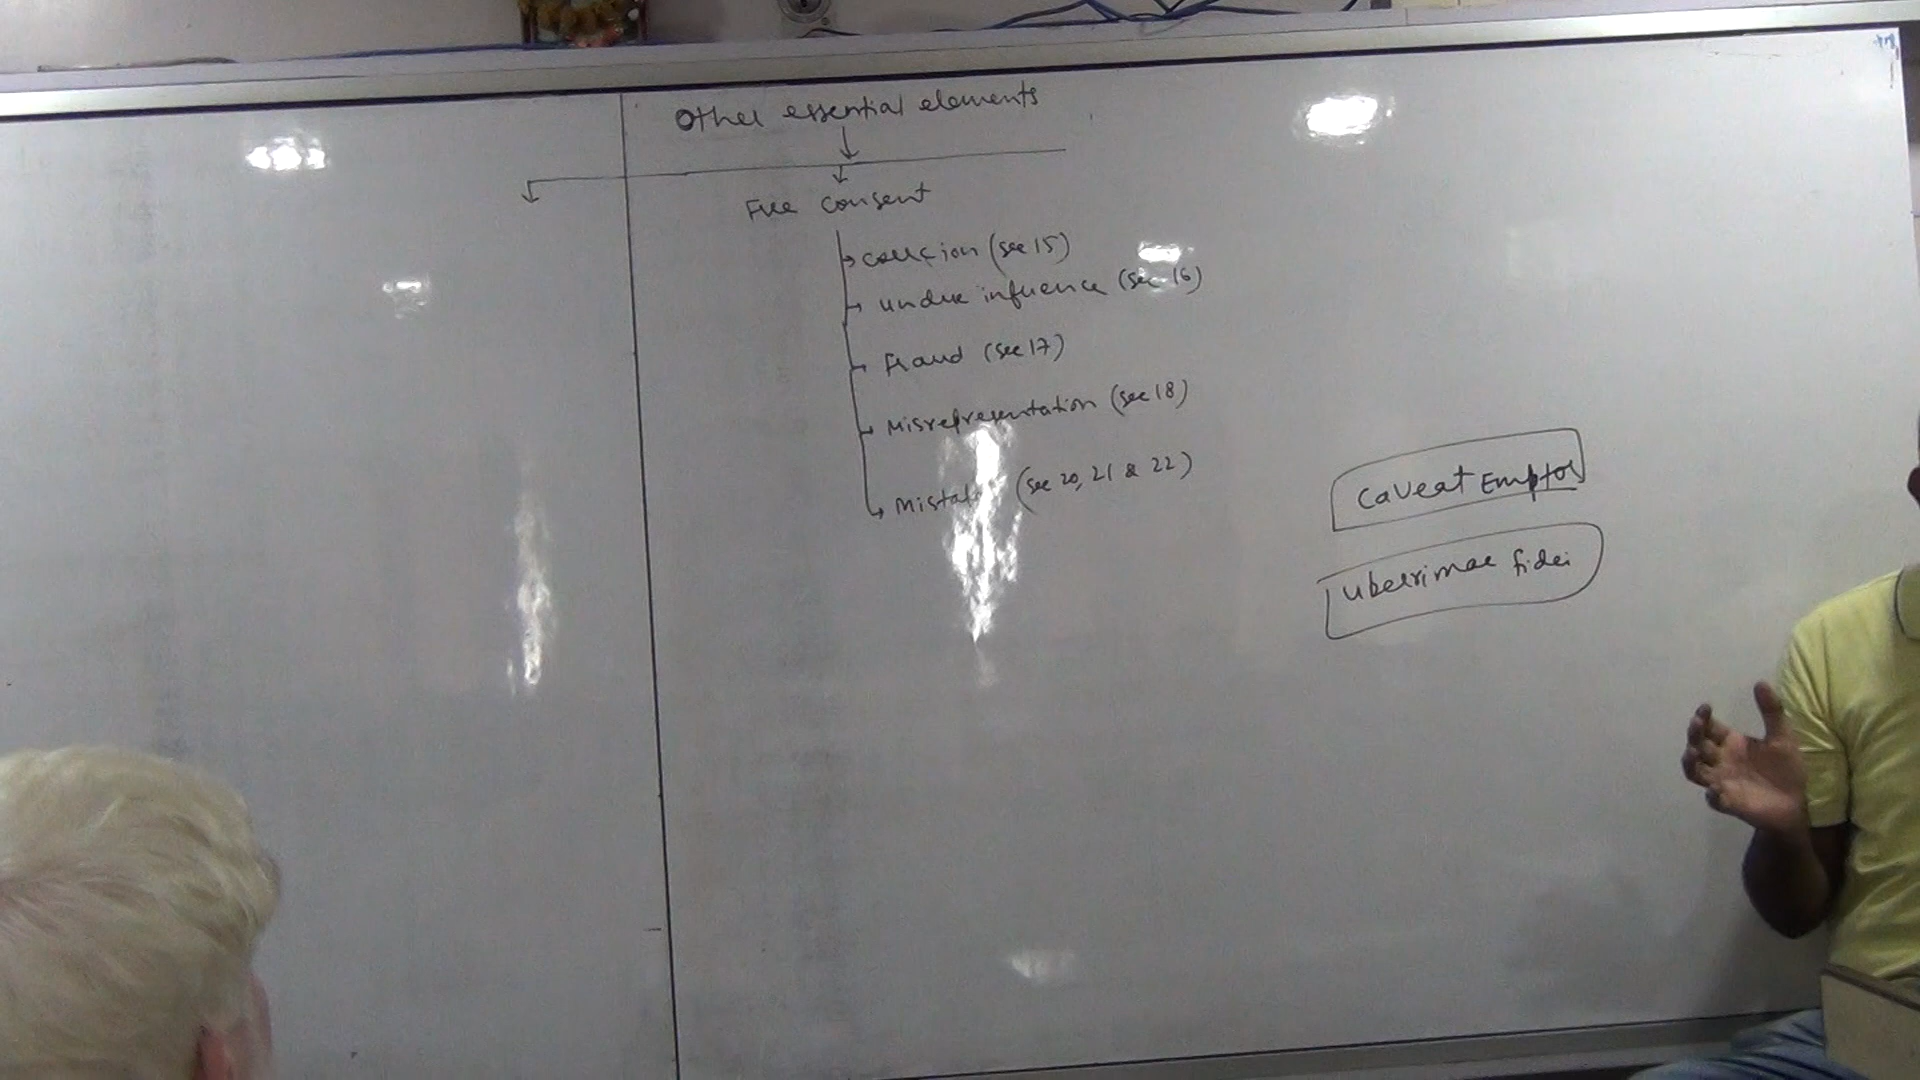 Other essential elements
Free consent
coercion (sec 15)
undue influence (sec 16)
fraud (sec 17)
Misrepresentation (sec 18)
(sec 20, 21 & 22)
Caveat Emptor
uberrimae fidei